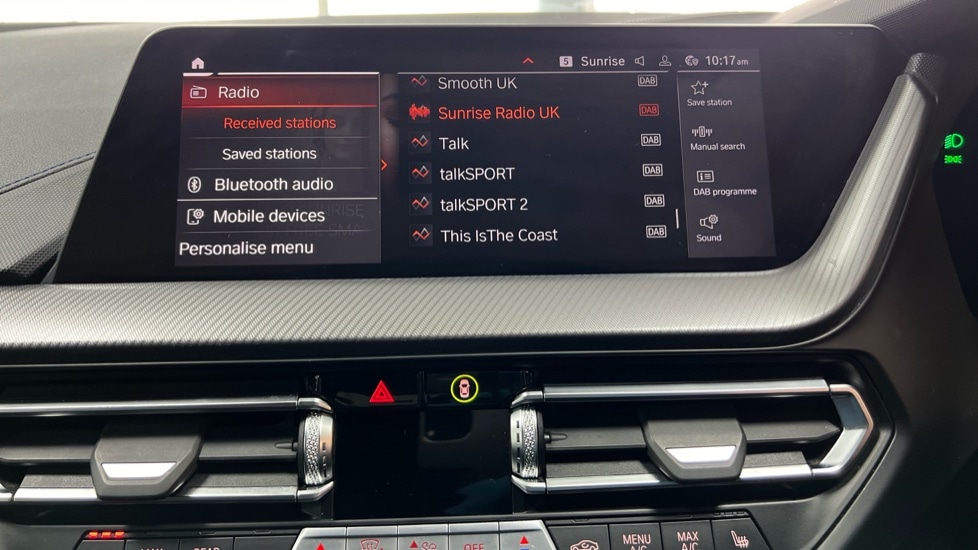 5 Sunrise 10:17am
Radio
Received stations
Saved stations
Bluetooth audio
Mobile devices
Personalise menu
Smooth UK DAB
Sunrise Radio UK DAB
Talk DAB
talkSPORT DAB
talkSPORT 2 DAB
This IsThe Coast DAB
Save station
Manual search
DAB programme
Sound
MAX
REAR
OFF
MENU
A/C
MAX
A/C